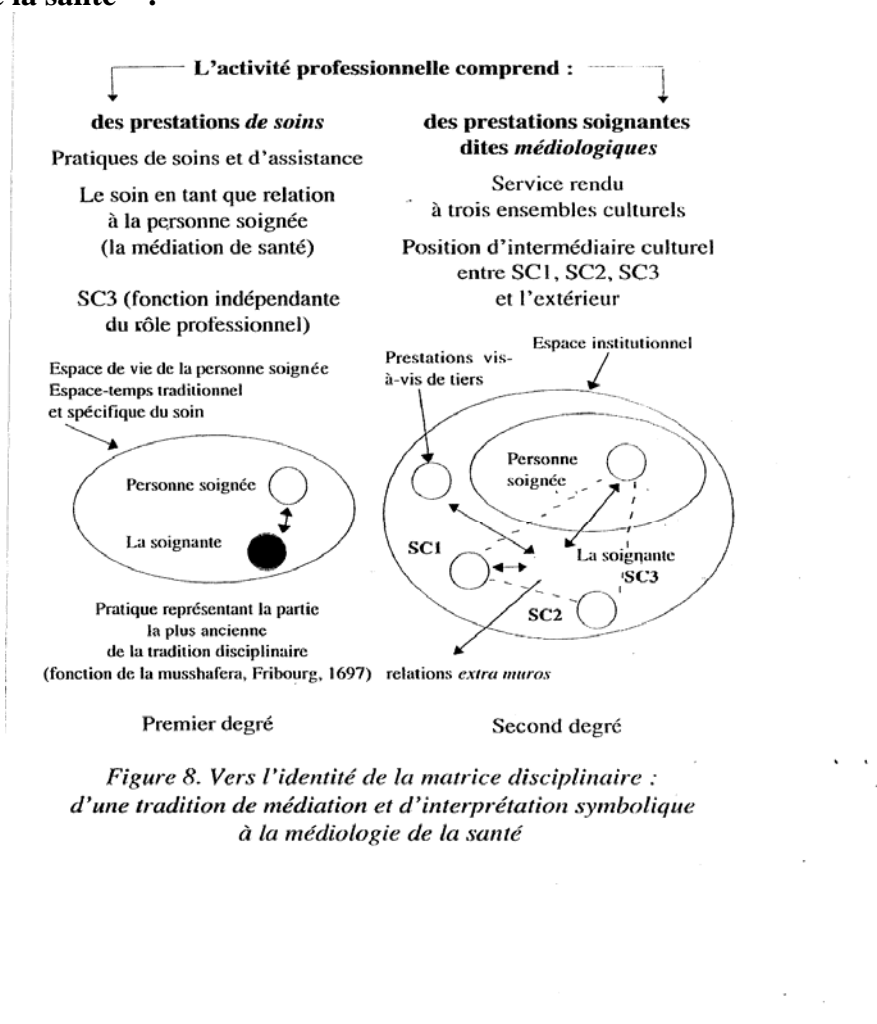 la santé :
L'activité professionnelle comprend :
des prestations de soins
Pratiques de soins et d'assistance
Le soin en tant que relation
à la personne soignée
(la médiation de santé)
SC3 (fonction indépendante
du rôle professionnel)
Espace de vie de la personne soignée
Espace-temps traditionnel
et spécifique du soin
Personne soignée
La soignante
Pratique représentant la partie
la plus ancienne
de la tradition disciplinaire
(fonction de la musshafera, Fribourg, 1697)
Premier degré
des prestations soignantes
dites médiologiques
Service rendu
à trois ensembles culturels
Position d'intermédiaire culturel
entre SC1, SC2, SC3
et l'extérieur
Espace institutionnel
Prestations vis-
à-vis de tiers
Personne
soignée
SC1
La soignante
SC3
SC2
relations extra muros
Second degré
Figure 8. Vers l'identité de la matrice disciplinaire :
d'une tradition de médiation et d'interprétation symbolique
à la médiologie de la santé